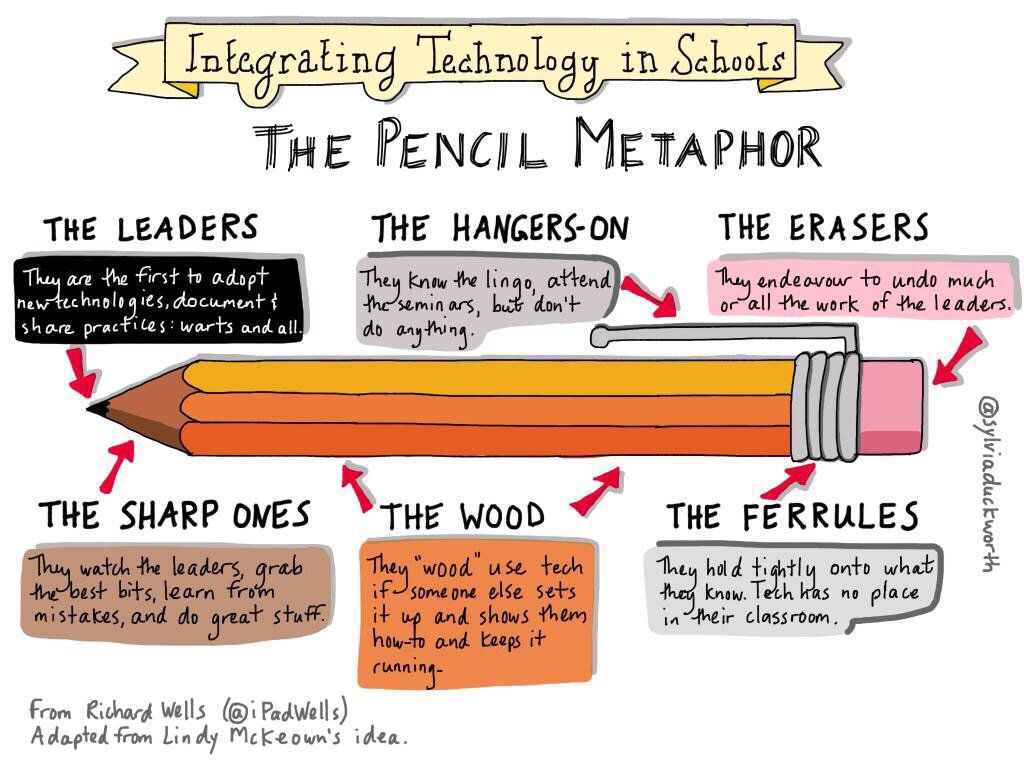 Integrating Technology in Schools
THE PENCIL METAPHOR
THE LEADERS
They are the first to adopt
new technologies, document &
share practices: warts and all.
THE HANGERS-ON
They know the lingo, attend
the seminars, but don't
do anything.
THE ERASERS
They endeavour to undo much
or all the work of the leaders.
THE SHARP ONES
They watch the leaders, grab
the best bits, learn from
mistakes, and do great stuff.
THE WOOD
They "wood" use tech
if someone else sets
it up and shows them
how-to and keeps it
running.
THE FERRULES
They hold tightly onto what
they know. Tech has no place
in their classroom.
@sylviaduckworth
From Richard Wells (@iPadWells)
Adapted from Lindy McKeown's idea.